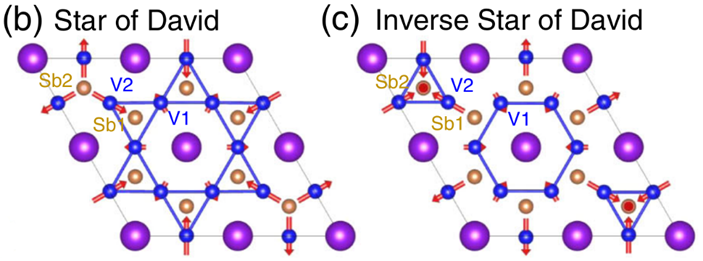 (b) Star of David
(c) Inverse Star of David
Sb2
V2
Sb1
V1
Sb2
V2
Sb1
V1